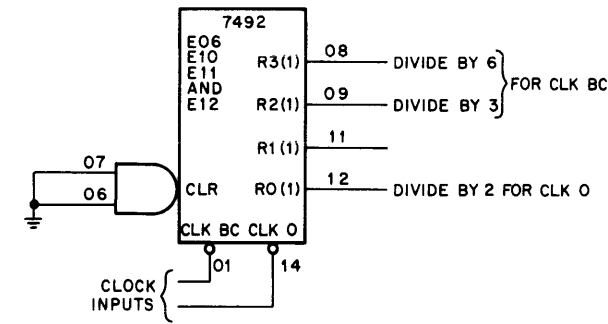 7492
E06
E10
E11
AND
E12
R3(1) 08 DIVIDE BY 6
R2(1) 09 DIVIDE BY 3
FOR CLK BC
R1(1) 11
R0(1) 12 DIVIDE BY 2 FOR CLK 0
07
06
CLR
CLK BC CLK 0
01 14
CLOCK
INPUTS